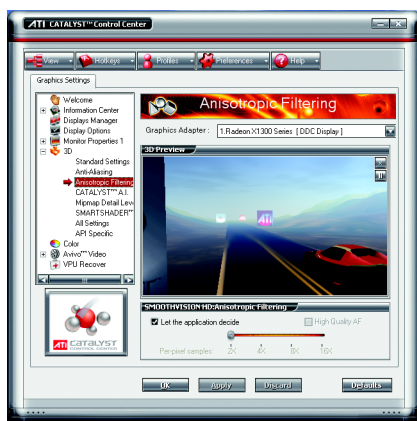 ATI CATALYST™ Control Center
View
Hotkeys
Profiles
Preferences
Help
Graphics Settings
Welcome
Information Center
Displays Manager
Display Options
Monitor Properties 1
3D
Standard Settings
Anti-Aliasing
Anisotropic Filtering
CATALYST™ A.I.
Mipmap Detail Leve
SMARTSHADER™
All Settings
API Specific
Color
Avivo™ Video
VPU Recover
ATI CATALYST
CONTROL CENTER
Anisotropic Filtering
Graphics Adapter :
1.Radeon X1300 Series [ DDC Display ]
3D Preview
ATI
SMOOTHVISION HD:Anisotropic Filtering
Let the application decide
High Quality AF
Per-pixel samples:
2X 4X 8X 16X
OK
Apply
Discard
Defaults